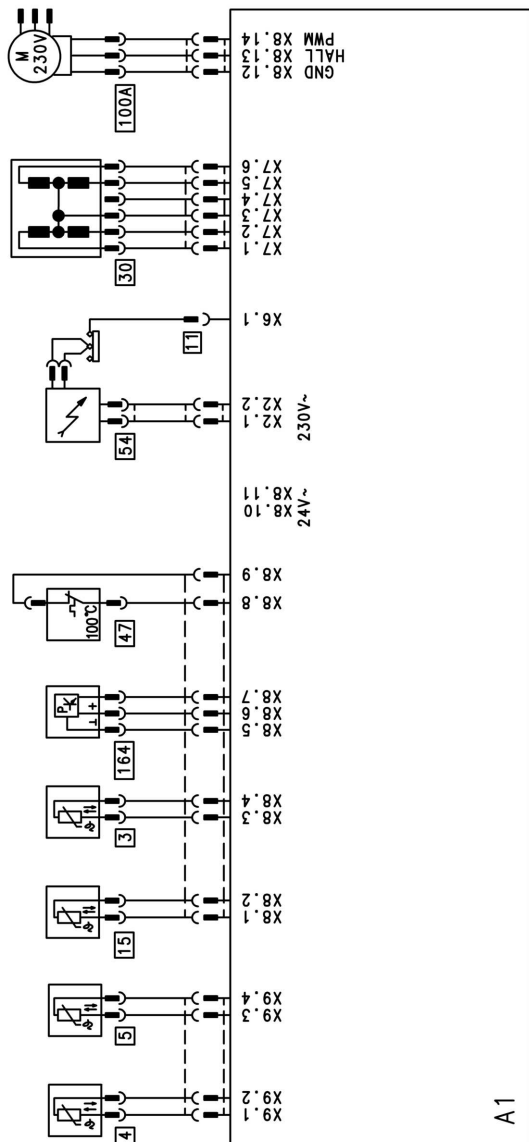 M
230V
100A
X8.14 PWM
X8.13 HALL
X8.12 GND
X7.6
X7.5
X7.4
X7.3
X7.2
X7.1
30
X6.1
11
X2.2
X2.1
230V~
54
X8.11
X8.10
24V~
X8.9
X8.8
100°C
47
P
+
⊥
X8.7
X8.6
X8.5
164
X8.4
X8.3
3
X8.2
X8.1
15
X9.4
X9.3
5
X9.2
X9.1
4
A1